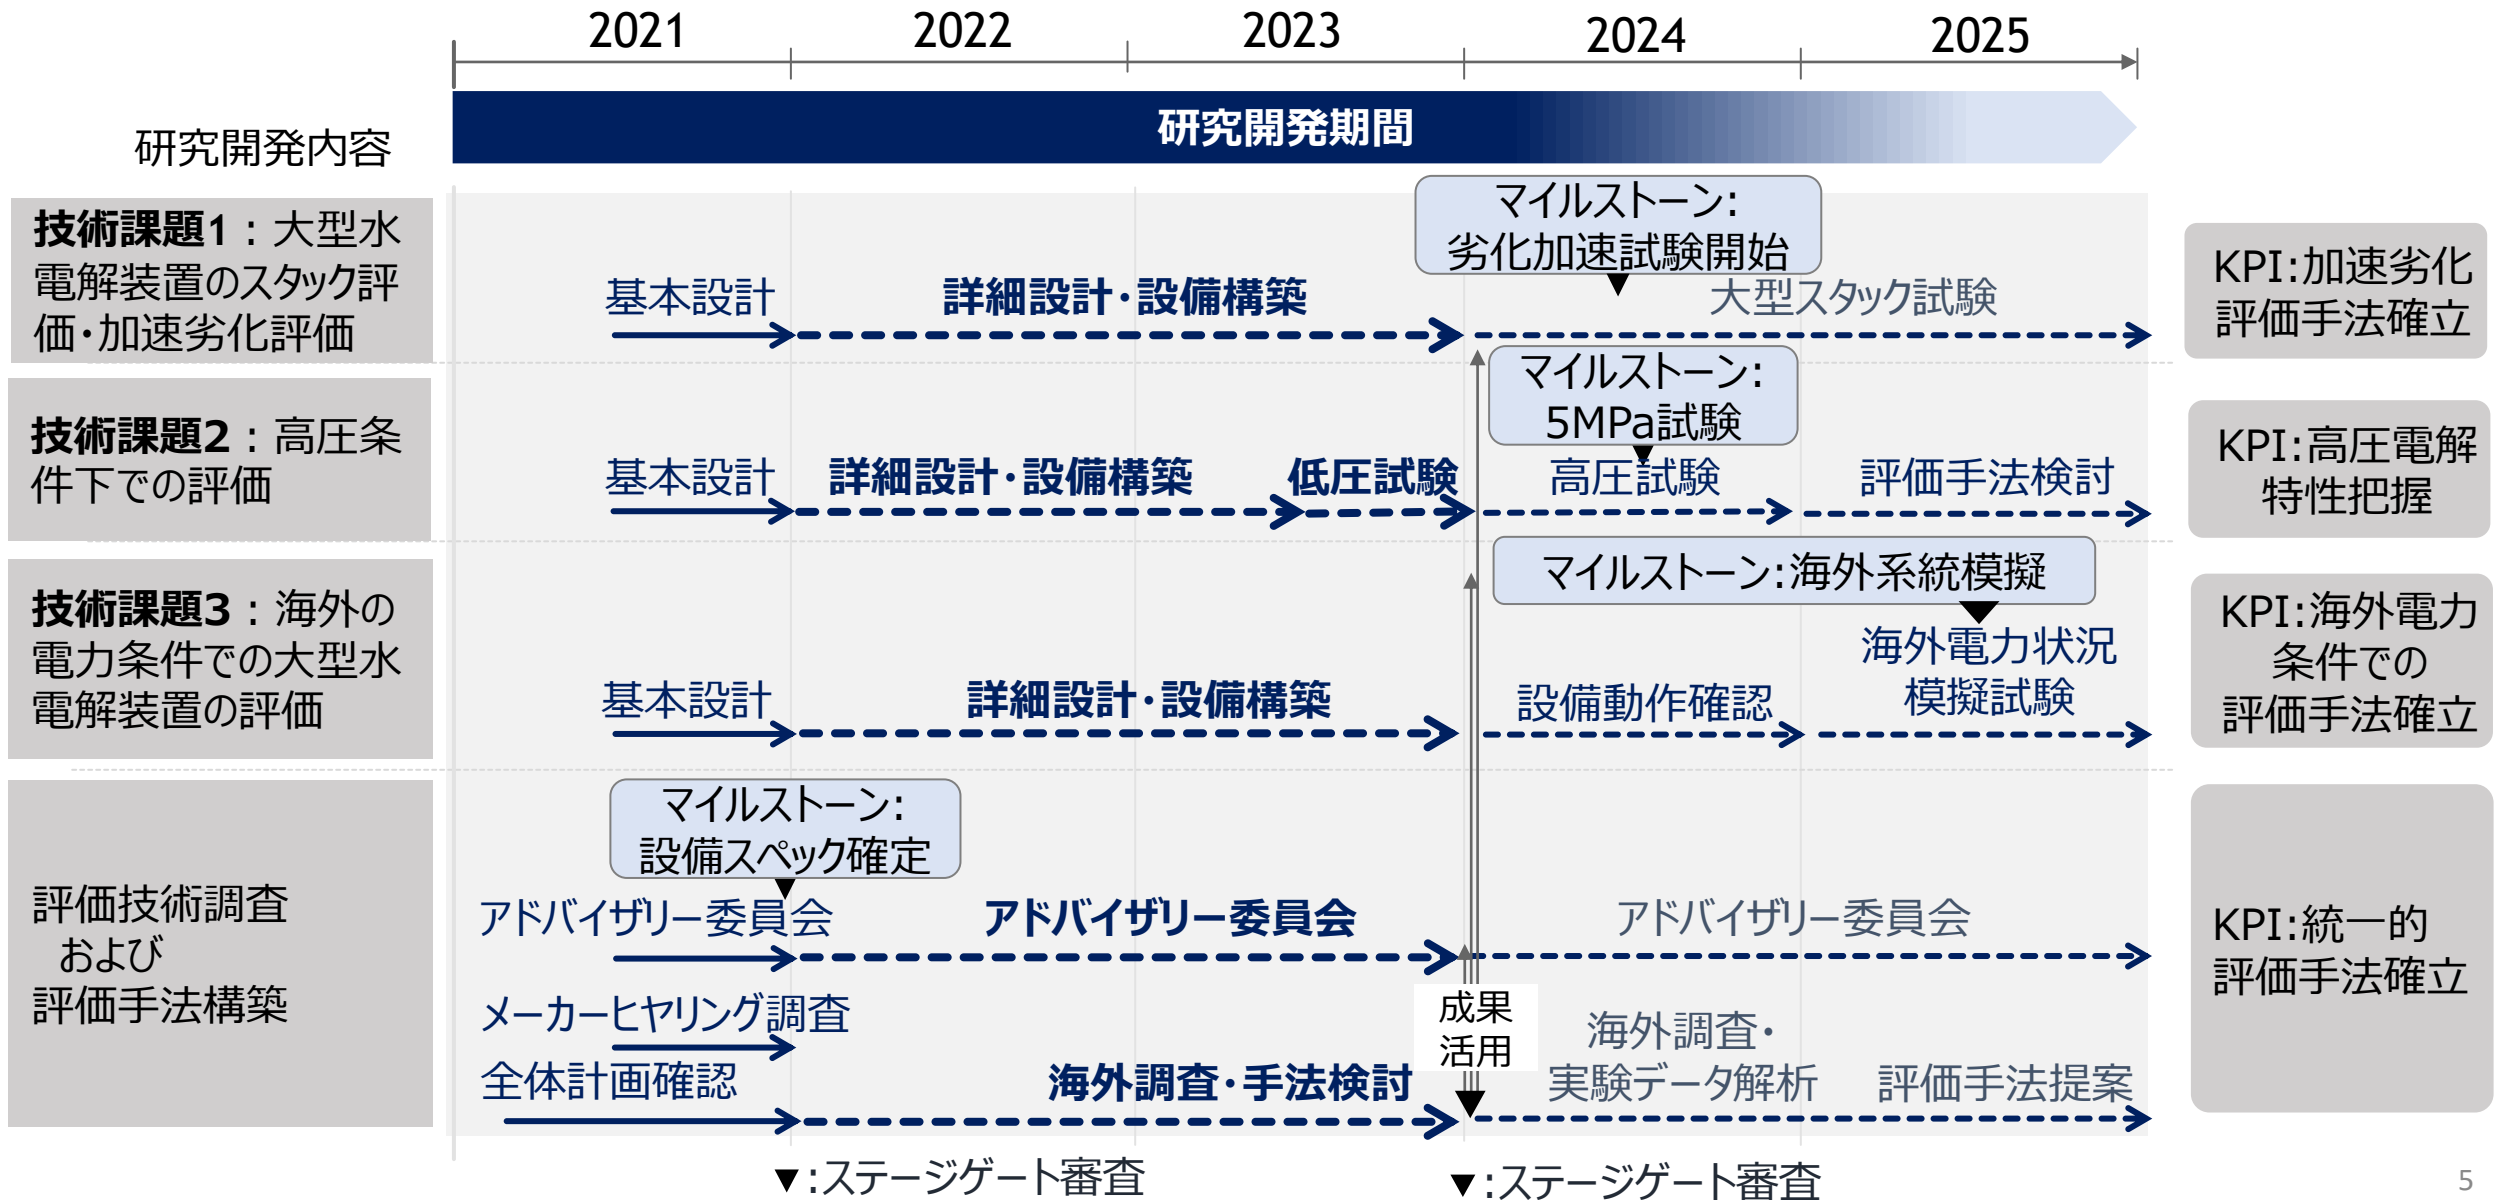 2021
2022
2023
2024
2025
研究開発期間
研究開発内容
技術課題1：大型水
電解装置のスタック評
価・加速劣化評価
マイルストーン:
劣化加速試験開始
基本設計
詳細設計・設備構築
大型スタック試験
KPI:加速劣化
評価手法確立
技術課題2：高圧条
件下での評価
マイルストーン:
5MPa試験
基本設計
詳細設計・設備構築
低圧試験
高圧試験
評価手法検討
KPI:高圧電解
特性把握
技術課題3：海外の
電力条件での大型水
電解装置の評価
マイルストーン:海外系統模擬
基本設計
詳細設計・設備構築
設備動作確認
海外電力状況
模擬試験
KPI:海外電力
条件での
評価手法確立
評価技術調査
および
評価手法構築
マイルストーン:
設備スペック確定
アドバイザリー委員会
アドバイザリー委員会
アドバイザリー委員会
メーカーヒヤリング調査
全体計画確認
海外調査・手法検討
成果
活用
海外調査・
実験データ解析
評価手法提案
KPI:統一的
評価手法確立
▼:ステージゲート審査
▼:ステージゲート審査
5